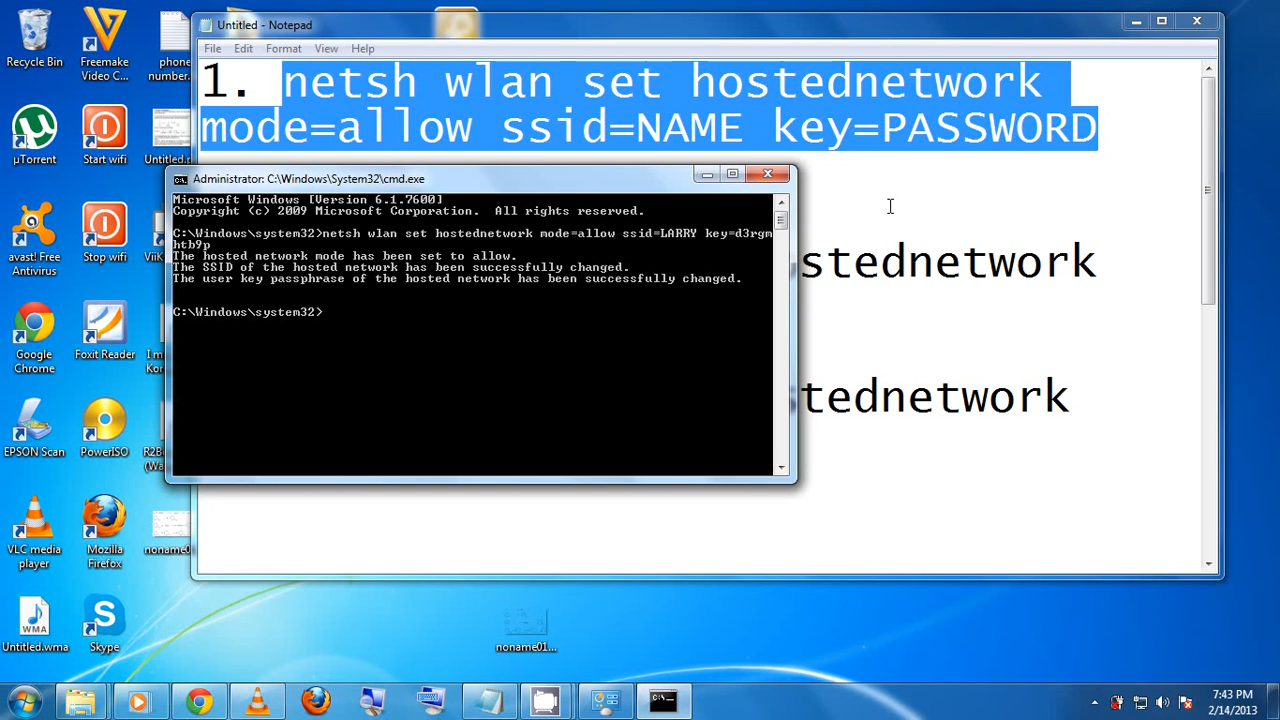 Untitled - Notepad
File Edit Format View Help
1. netsh wlan set hostednetwork
mode=allow ssid=NAME key=PASSWORD
stednetwork
tednetwork
Administrator: C:\Windows\System32\cmd.exe
Microsoft Windows [Version 6.1.7600]
Copyright (c) 2009 Microsoft Corporation.  All rights reserved.
C:\Windows\system32>netsh wlan set hostednetwork mode=allow ssid=LARRY key=d3rgm
htb9p
The hosted network mode has been set to allow.
The SSID of the hosted network has been successfully changed.
The user key passphrase of the hosted network has been successfully changed.
C:\Windows\system32>
Recycle Bin
Freemake
Video C...
phone
number...
µTorrent
Start wifi
Untitled.p
avast! Free
Antivirus
Stop wifi
ViiK
Google
Chrome
Foxit Reader
I m
Kor
EPSON Scan
PowerISO
R2B
(Wa
VLC media
player
Mozilla
Firefox
noname0
Untitled.wma
Skype
noname01...
C:\
7:43 PM
2/14/2013